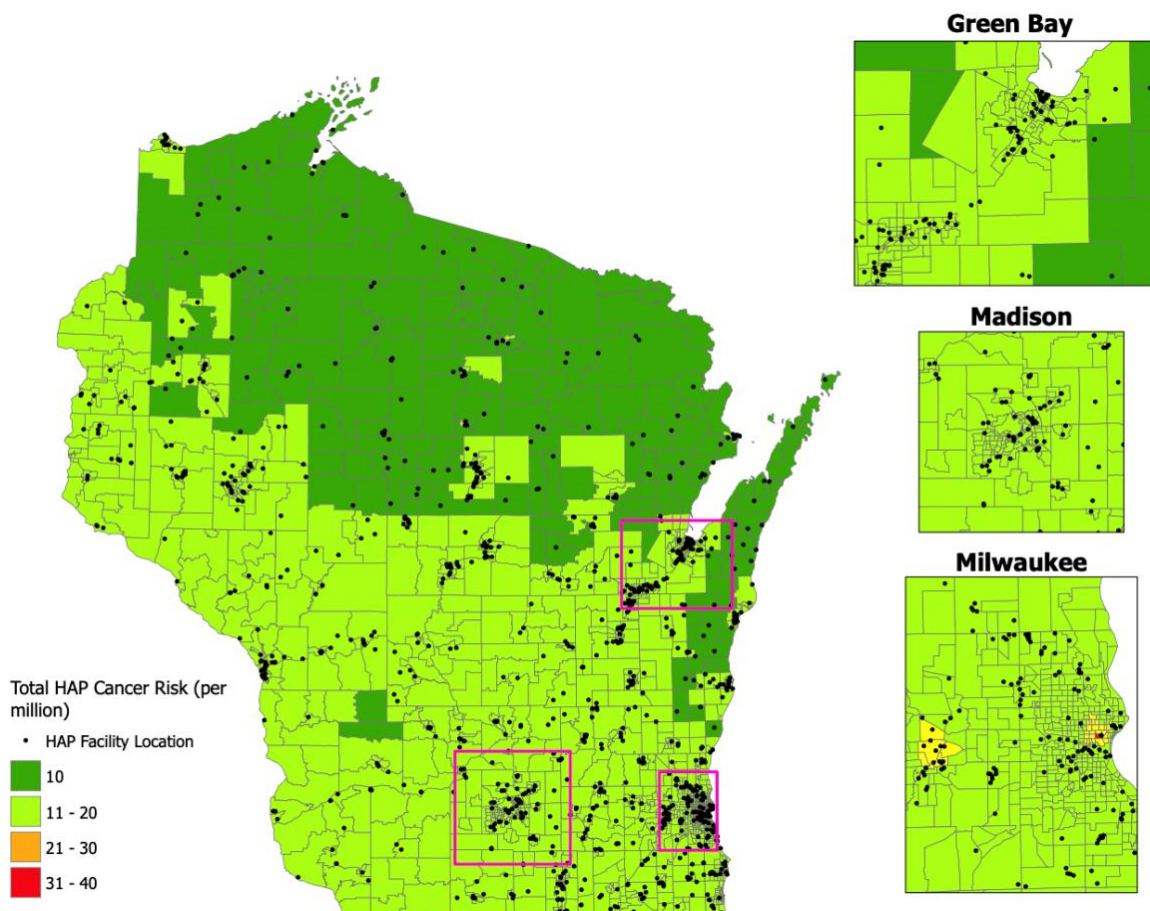 Green Bay
Madison
Milwaukee
Total HAP Cancer Risk (per
million)
HAP Facility Location
10
11 - 20
21 - 30
31 - 40